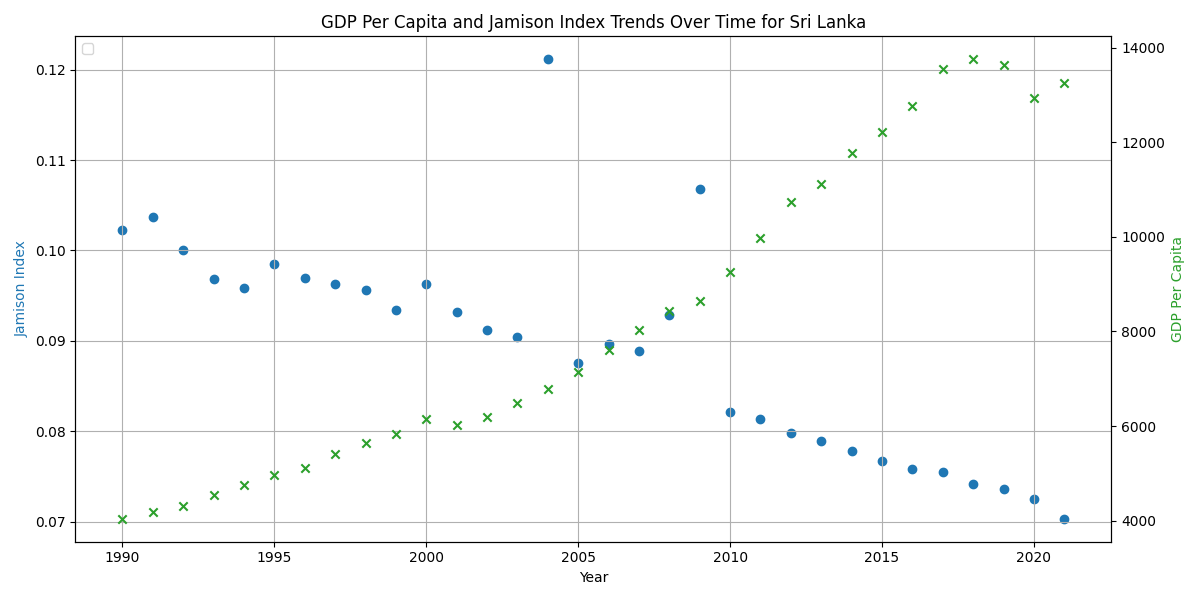 GDP Per Capita and Jamison Index Trends Over Time for Sri Lanka
0.12
0.11
0.10
0.09
0.08
0.07
Jamison Index
14000
12000
10000
8000
6000
4000
GDP Per Capita
1990 1995 2000 2005 2010 2015 2020
Year